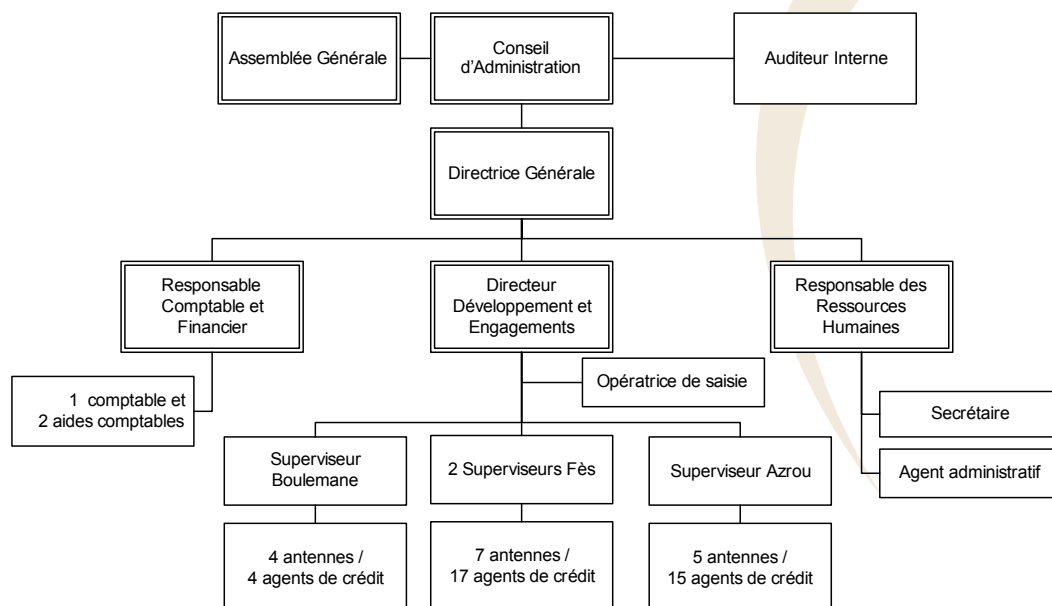 Assemblée Générale
Conseil
d'Administration
Auditeur Interne
Directrice Générale
Responsable
Comptable et
Financier
Directeur
Développement et
Engagements
Responsable des
Ressources
Humaines
1 comptable et
2 aides comptables
Opératrice de saisie
Secrétaire
Agent administratif
Superviseur
Boulemane
2 Superviseurs Fès
Superviseur Azrou
4 antennes /
4 agents de crédit
7 antennes /
17 agents de crédit
5 antennes /
15 agents de crédit